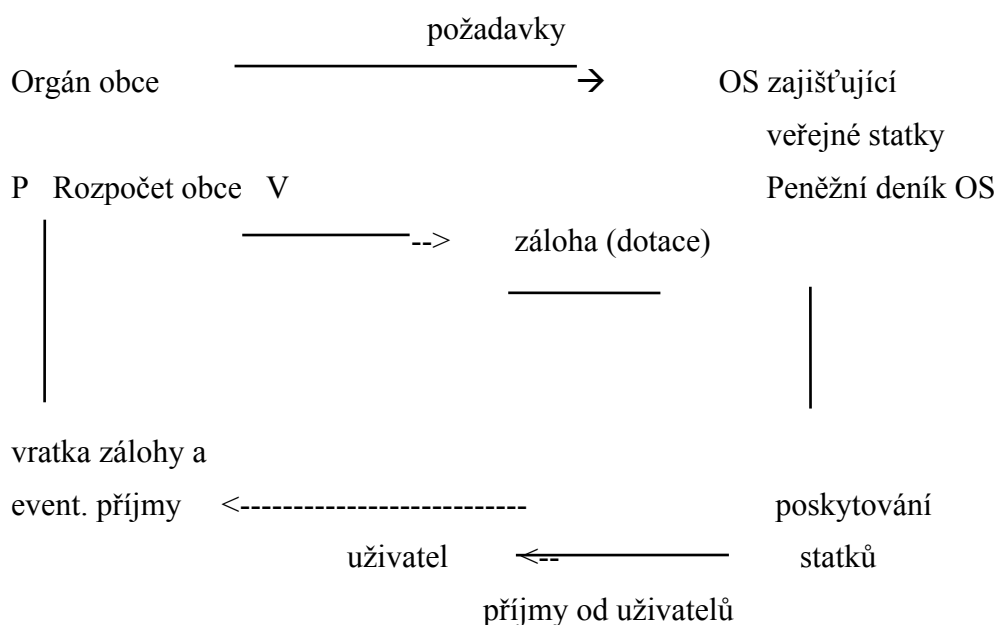 požadavky
Orgán obce → OS zajišťující
veřejné statky
P Rozpočet obce V Peněžní deník OS
--> záloha (dotace)
vratka zálohy a
event. příjmy <--------------------------- poskytování
uživatel <-- statků
příjmy od uživatelů